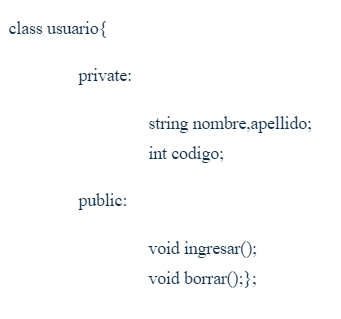 class usuario{
private:
string nombre,apellido;
int codigo;
public:
void ingresar();
void borrar();};